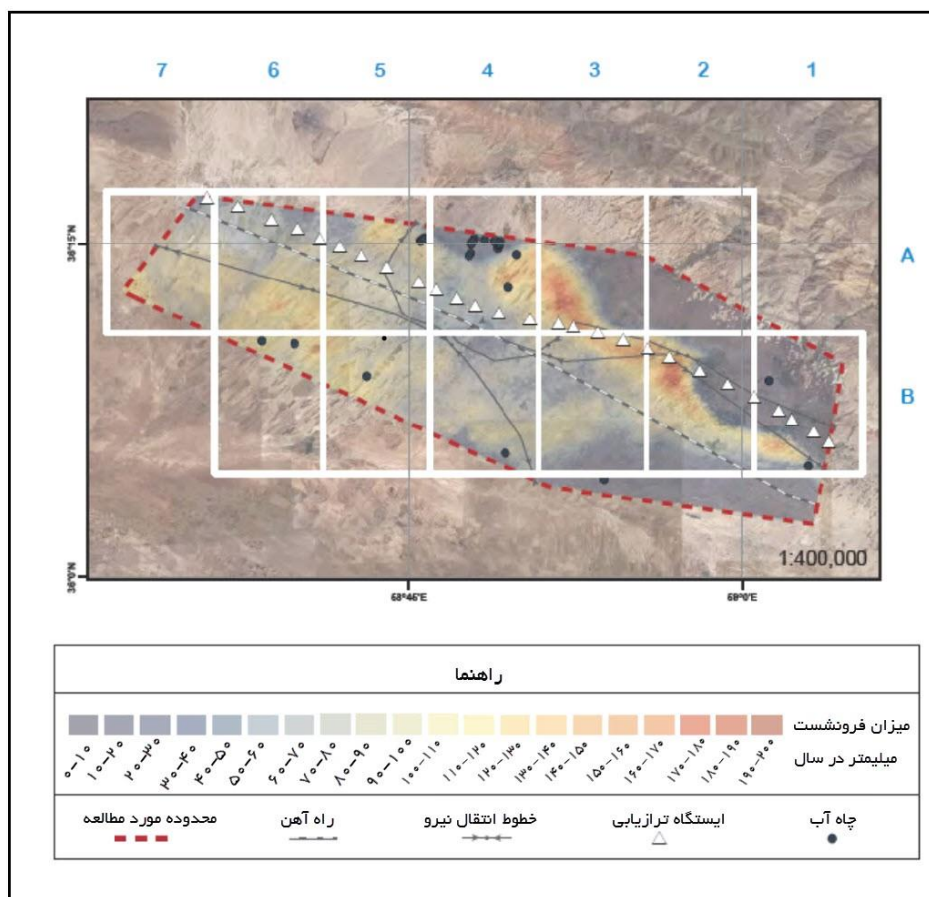 7 6 5 4 3 2 1
A
B
36°15'N
36°0'N
58°45'E
59°0'E
1:400,000
راهنما
میزان فرونشست
میلیمتر در سال
۰-۱۰
۱۰-۲۰
۲۰-۳۰
۳۰-۴۰
۴۰-۵۰
۵۰-۶۰
۶۰-۷۰
۷۰-۸۰
۸۰-۹۰
۹۰-۱۰۰
۱۰۰-۱۱۰
۱۱۰-۱۲۰
۱۲۰-۱۳۰
۱۳۰-۱۴۰
۱۴۰-۱۵۰
۱۵۰-۱۶۰
۱۶۰-۱۷۰
۱۷۰-۱۸۰
۱۸۰-۱۹۰
۱۹۰-۲۰۰
چاه آب
ایستگاه ترازیابی
خطوط انتقال نیرو
راه آهن
محدوده مورد مطالعه